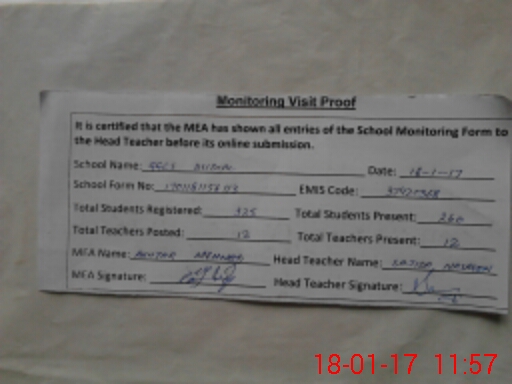 Monitoring Visit Proof
It is certified that the MEA has shown all entries of the School Monitoring Form to
the Head Teacher before its online submission.
School Name: Date: 18-1-17
School Form No: EMIS Code:
Total Students Registered: 325 Total Students Present: 260
Total Teachers Posted: 12 Total Teachers Present: 12
MEA Name: AKHTAR Head Teacher Name:
MEA Signature: Head Teacher Signature:
18-01-17 11:57